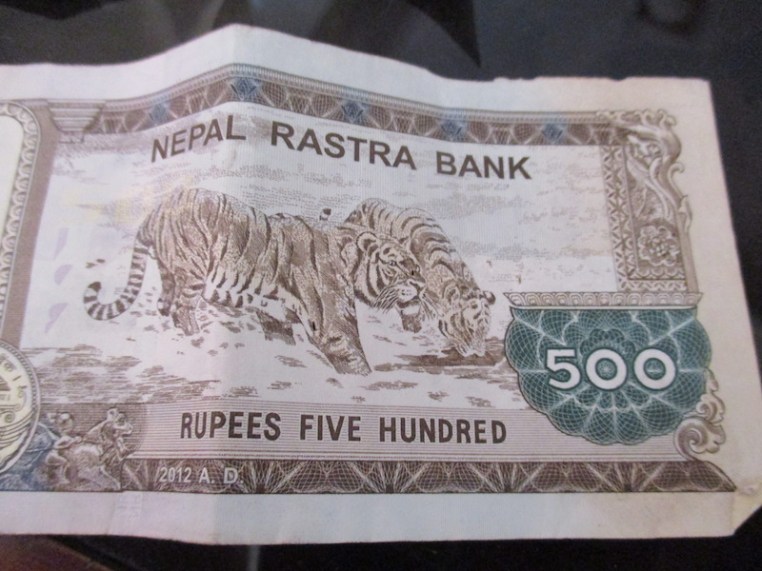 NEPAL RASTRA BANK
500
RUPEES FIVE HUNDRED
2012 A. D.